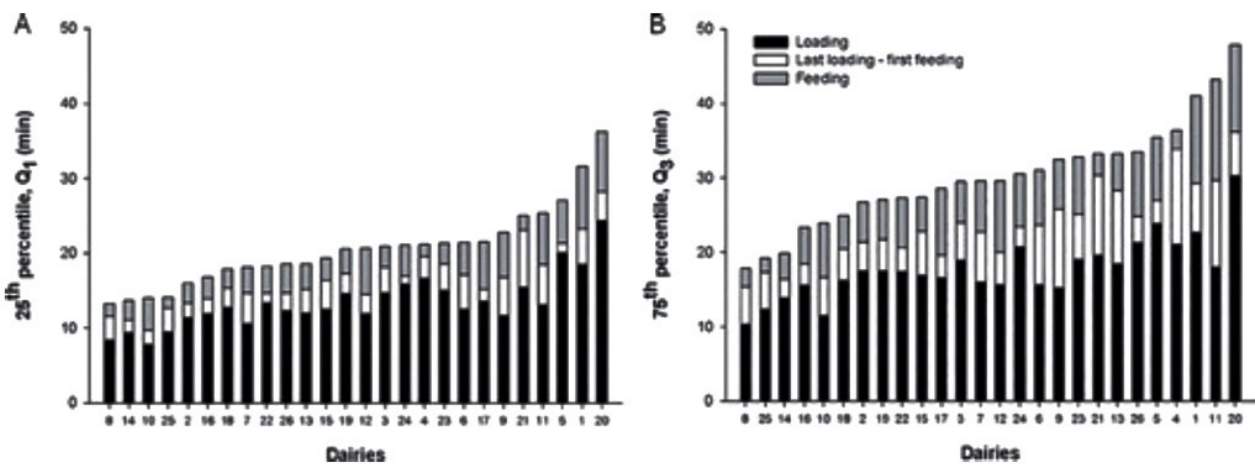 A
50
40
30
20
10
0
25th percentile, Q1 (min)
8 14 10 25 2 16 18 7 22 26 13 15 19 12 3 24 4 23 6 17 9 21 11 5 1 20
Dairies
B
50
40
30
20
10
0
75th percentile, Q3 (min)
Loading
Last loading - first feeding
Feeding
8 25 14 16 10 18 2 19 22 15 17 3 7 12 24 6 9 23 21 13 26 5 4 1 11 20
Dairies